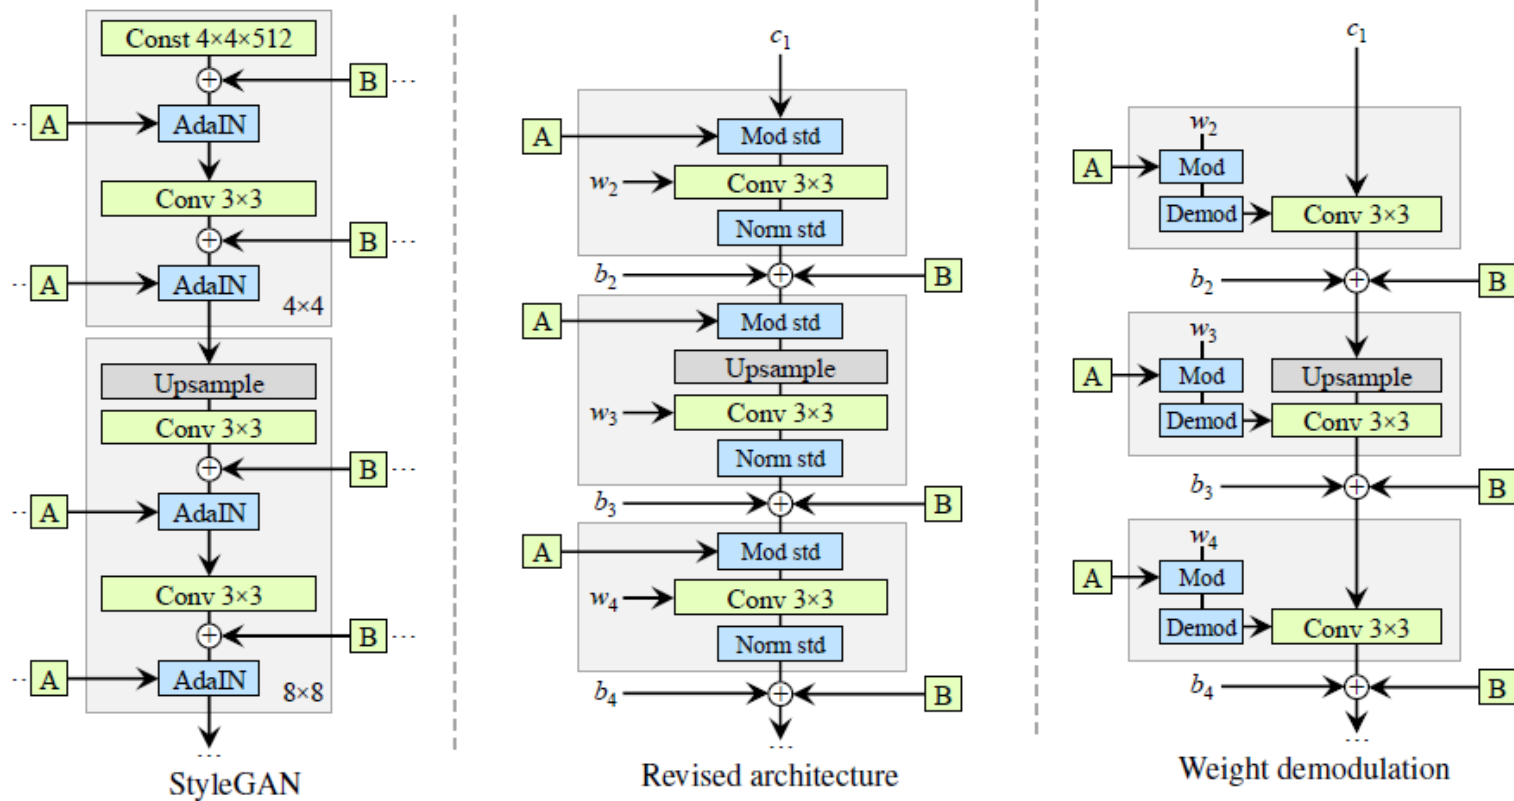 Const 4×4×512
B ...
... A
AdaIN
Conv 3×3
B ...
... A
AdaIN
4×4
Upsample
Conv 3×3
B ...
... A
AdaIN
Conv 3×3
B ...
... A
AdaIN
8×8
...
StyleGAN
c1
A
Mod std
w2
Conv 3×3
Norm std
b2
B
A
Mod std
Upsample
w3
Conv 3×3
Norm std
b3
B
A
Mod std
w4
Conv 3×3
Norm std
b4
B
...
Revised architecture
c1
w2
A
Mod
Demod
Conv 3×3
b2
B
w3
A
Mod
Upsample
Demod
Conv 3×3
b3
B
w4
A
Mod
Demod
Conv 3×3
b4
B
...
Weight demodulation